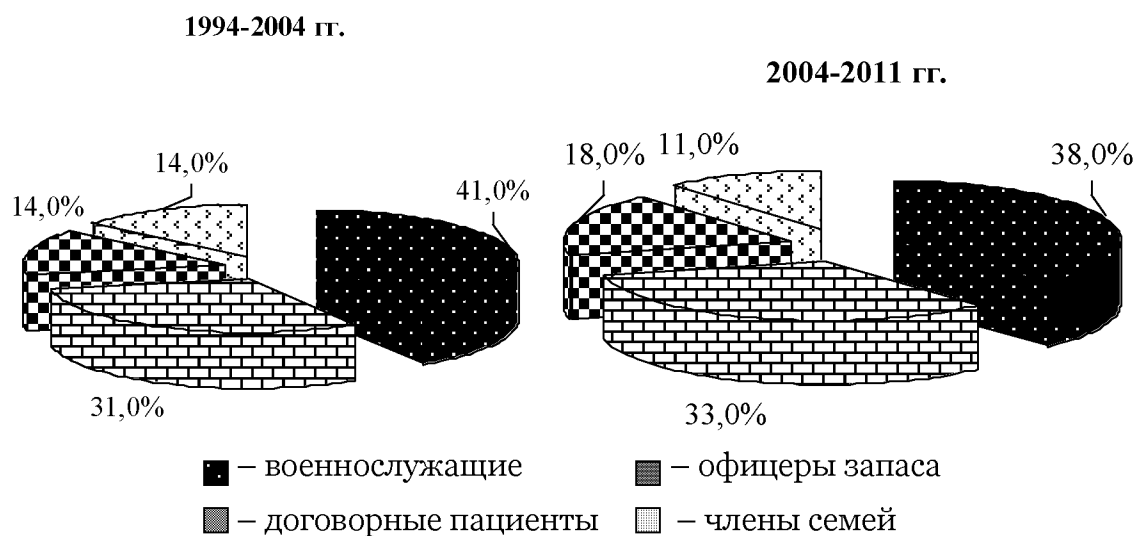 1994-2004 гг.
2004-2011 гг.
14,0%
14,0%
41,0%
31,0%
18,0%
11,0%
38,0%
33,0%
– военнослужащие
– офицеры запаса
– договорные пациенты
– члены семей